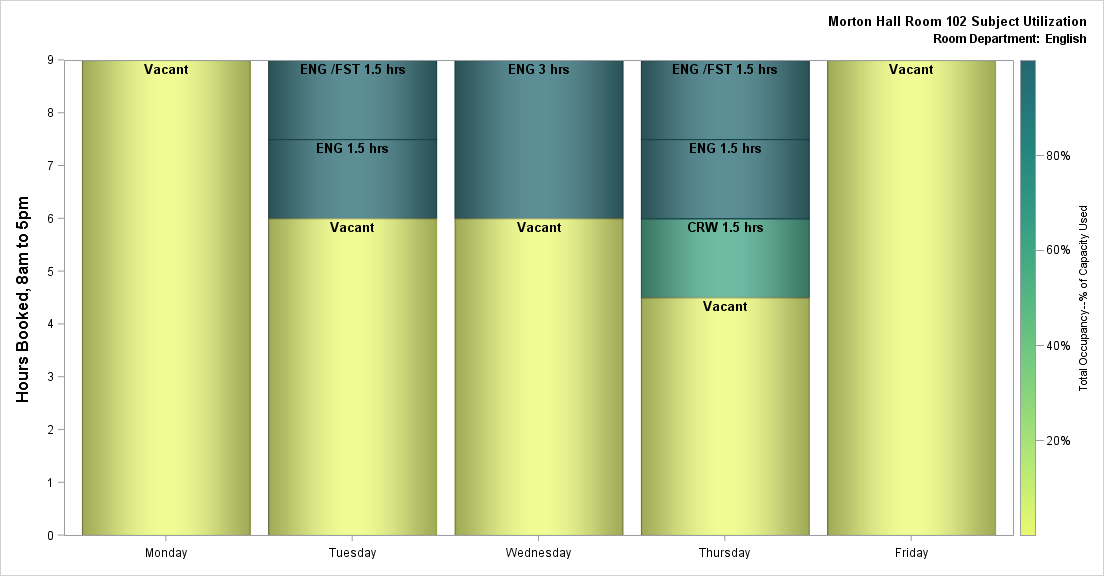 Morton Hall Room 102 Subject Utilization
Room Department: English
Hours Booked, 8am to 5pm
9
8
7
6
5
4
3
2
1
0
Vacant
ENG /FST 1.5 hrs
ENG 1.5 hrs
Vacant
ENG 3 hrs
Vacant
ENG /FST 1.5 hrs
ENG 1.5 hrs
CRW 1.5 hrs
Vacant
Vacant
Monday
Tuesday
Wednesday
Thursday
Friday
80%
60%
40%
20%
Total Occupancy--% of Capacity Used